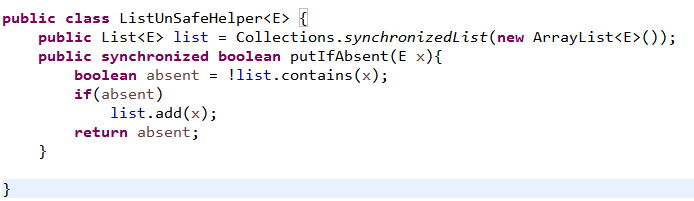 public class ListUnSafeHelper<E> {
public List<E> list = Collections.synchronizedList(new ArrayList<E>());
public synchronized boolean putIfAbsent(E x){
boolean absent = !list.contains(x);
if(absent)
list.add(x);
return absent;
}
}